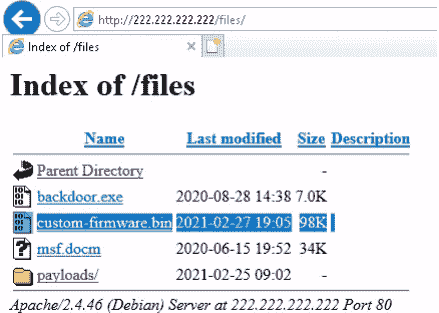 http://222.222.222.222/files/
Index of /files
Index of /files
Name Last modified Size Description
Parent Directory -
backdoor.exe 2020-08-28 14:38 7.0K
custom-firmware.bin 2021-02-27 19:05 98K
msf.docm 2020-06-15 19:52 34K
payloads/ 2021-02-25 09:02 -
Apache/2.4.46 (Debian) Server at 222.222.222.222 Port 80